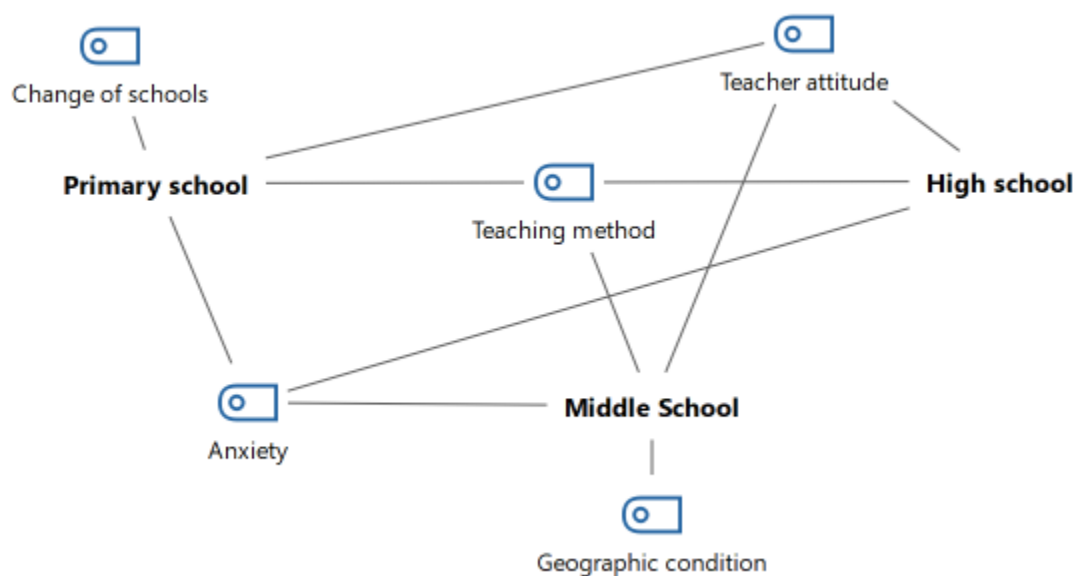 Change of schools
Teacher attitude
Primary school
High school
Teaching method
Middle School
Anxiety
Geographic condition